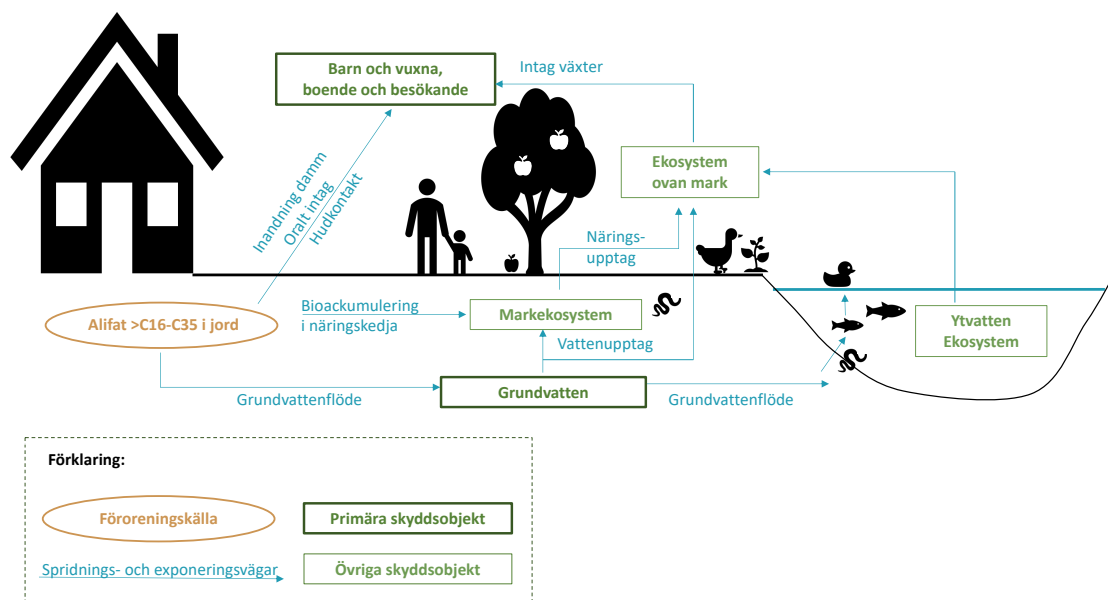 Barn och vuxna,
boende och besökande
Intag växter
Ekosystem
ovan mark
Inandning damm
Oralt intag
Hudkontakt
Närings-
upptag
Alifat >C16-C35 i jord
Bioackumulering
i näringskedja
Markekosystem
Vattenupptag
Ytvatten
Ekosystem
Grundvattenflöde
Grundvatten
Grundvattenflöde
Förklaring:
Föroreningskälla
Primära skyddsobjekt
Spridnings- och exponeringsvägar
Övriga skyddsobjekt